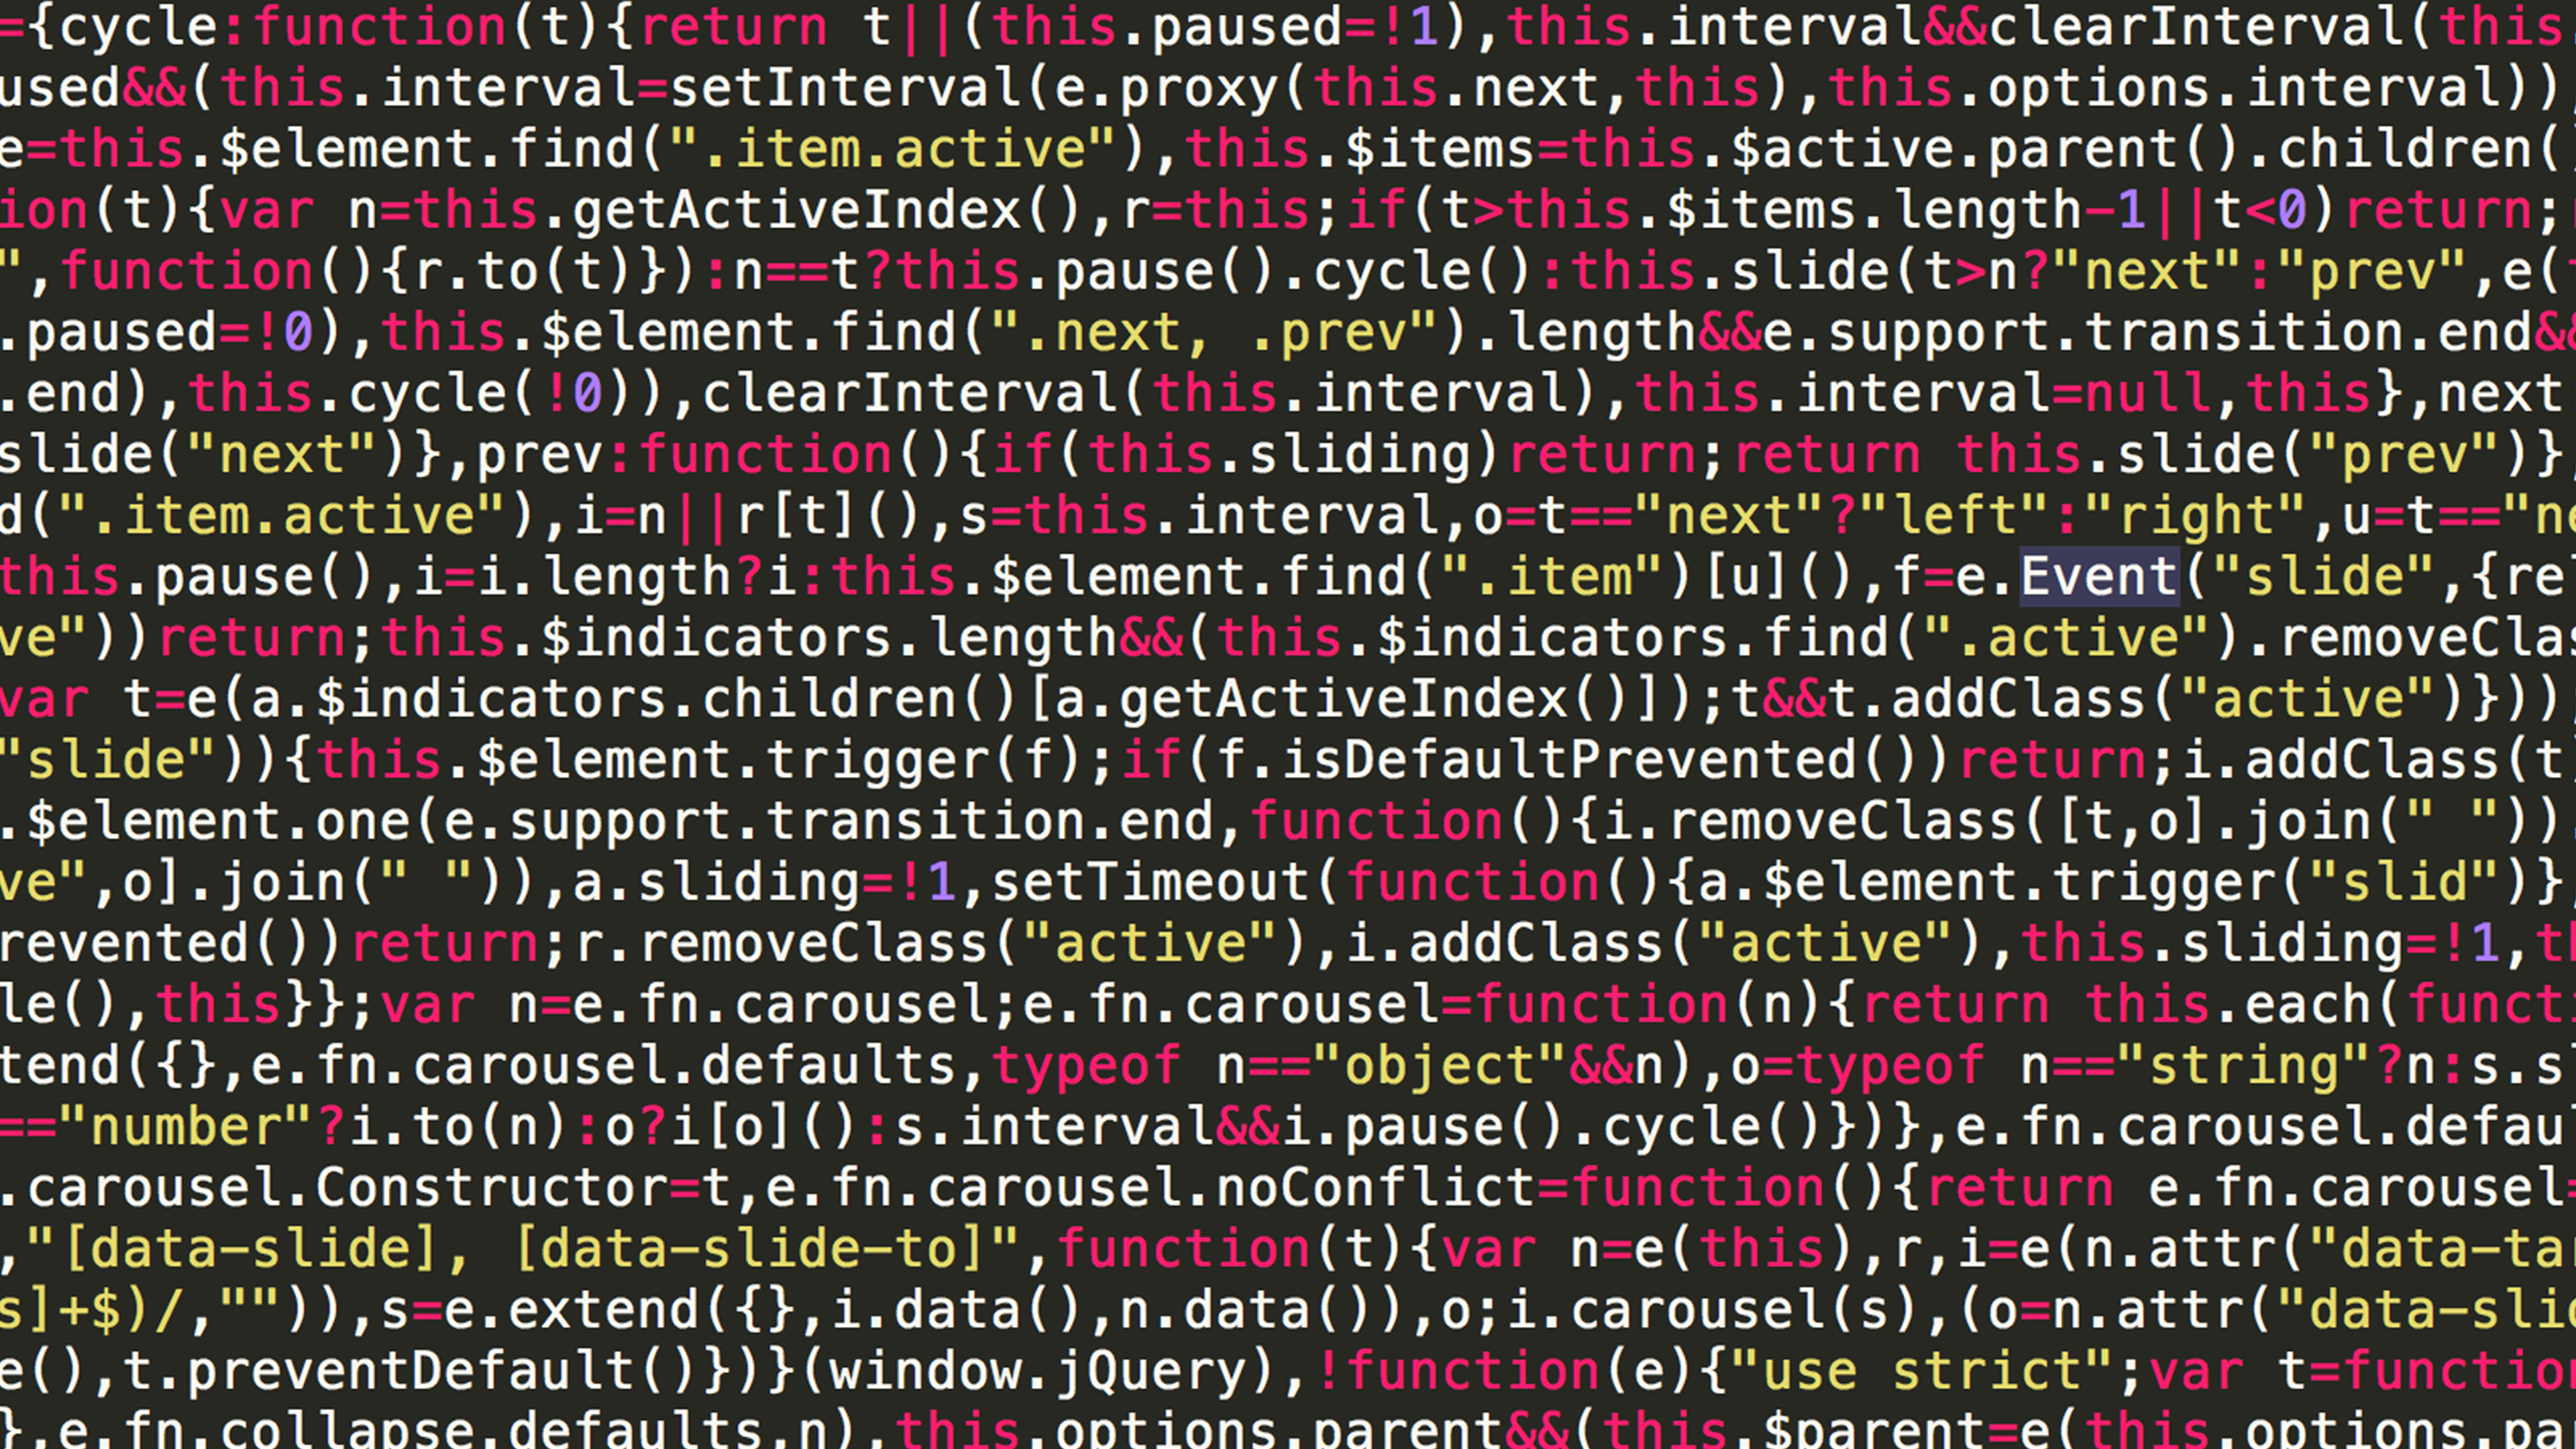 ={cycle:function(t){return t||(this.paused=!1),this.interval&&clearInterval(this.
used&&(this.interval=setInterval(e.proxy(this.next,this),this.options.interval)),
e=this.$element.find(".item.active"),this.$items=this.$active.parent().children(
ion(t){var n=this.getActiveIndex(),r=this;if(t>this.$items.length-1||t<0)return;
",function(){r.to(t)}):n==t?this.pause().cycle():this.slide(t>n?"next":"prev",e(
.paused=!0),this.$element.find(".next, .prev").length&&e.support.transition.end&&
.end),this.cycle(!0)),clearInterval(this.interval),this.interval=null,this},next
slide("next")},prev:function(){if(this.sliding)return;return this.slide("prev")},
d(".item.active"),i=n||r[t](),s=this.interval,o=t=="next"?"left":"right",u=t=="ne
this.pause(),i=i.length?i:this.$element.find(".item")[u](),f=e.Event("slide",{re
ve"))return;this.$indicators.length&&(this.$indicators.find(".active").removeClas
var t=e(a.$indicators.children()[a.getActiveIndex()]);t&&t.addClass("active")})),
"slide")){this.$element.trigger(f);if(f.isDefaultPrevented())return;i.addClass(t)
.$element.one(e.support.transition.end,function(){i.removeClass([t,o].join(" "))
ve",o].join(" ")),a.sliding=!1,setTimeout(function(){a.$element.trigger("slid")},
revented())return;r.removeClass("active"),i.addClass("active"),this.sliding=!1,th
le(),this}};var n=e.fn.carousel;e.fn.carousel=function(n){return this.each(functi
tend({},e.fn.carousel.defaults,typeof n=="object"&&n),o=typeof n=="string"?n:s.sl
=="number"?i.to(n):o?i[o]():s.interval&&i.pause().cycle()})},e.fn.carousel.defau
.carousel.Constructor=t,e.fn.carousel.noConflict=function(){return e.fn.carousel=
,"[data-slide], [data-slide-to]",function(t){var n=e(this),r,i=e(n.attr("data-tar
s]+$)/,"")),s=e.extend({},i.data(),n.data()),o;i.carousel(s),(o=n.attr("data-slid
e(),t.preventDefault()})}(window.jQuery),!function(e){"use strict";var t=function
},e.fn.collapse.defaults,n),this.options.parent&&(this.$parent=e(this.options.pa